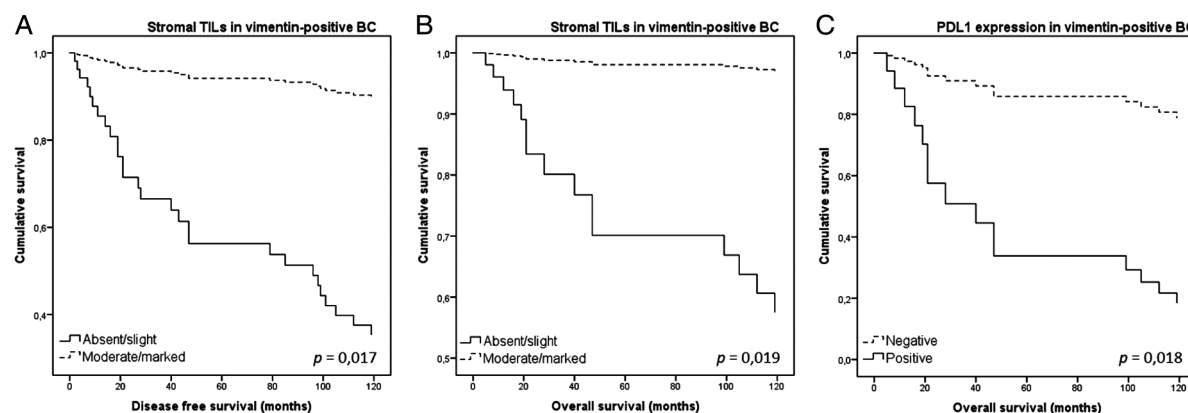 A
Stromal TILs in vimentin-positive BC
Cumulative survival
1,0
0,8
0,6
0,4
Absent/slight
Moderate/marked
p = 0,017
0 20 40 60 80 100 120
Disease free survival (months)
B
Stromal TILs in vimentin-positive BC
Cumulative survival
1,0
0,9
0,8
0,7
0,6
0,5
Absent/slight
Moderate/marked
p = 0,019
0 20 40 60 80 100 120
Overall survival (months)
C
PDL1 expression in vimentin-positive BC
Cumulative survival
1,0
0,8
0,6
0,4
0,2
0,0
Negative
Positive
p = 0,018
0 20 40 60 80 100 120
Overall survival (months)